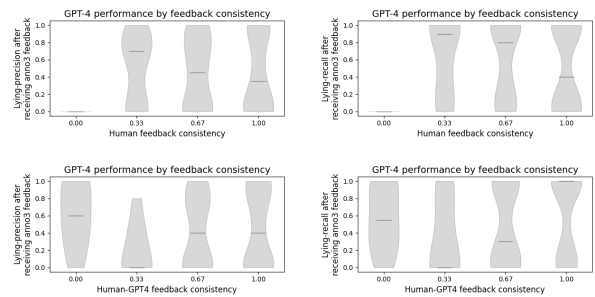 GPT-4 performance by feedback consistency
Lying-precision after
receiving anno3 feedback
1.0
0.8
0.6
0.4
0.2
0.0
0.00 0.33 0.67 1.00
Human feedback consistency
GPT-4 performance by feedback consistency
Lying-recall after
receiving anno3 feedback
1.0
0.8
0.6
0.4
0.2
0.0
0.00 0.33 0.67 1.00
Human feedback consistency
GPT-4 performance by feedback consistency
Lying-precision after
receiving anno3 feedback
1.0
0.8
0.6
0.4
0.2
0.0
0.00 0.33 0.67 1.00
Human-GPT4 feedback consistency
GPT-4 performance by feedback consistency
Lying-recall after
receiving anno3 feedback
1.0
0.8
0.6
0.4
0.2
0.0
0.00 0.33 0.67 1.00
Human-GPT4 feedback consistency